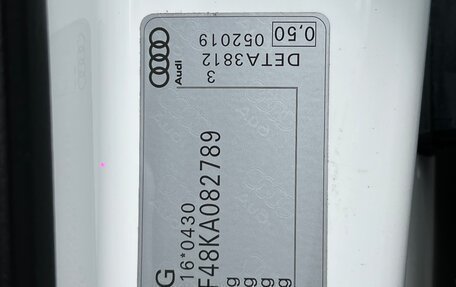 Audi
3
DETA3812
052019
0,50
G
16*0430
F48KA082789
g
g
g
g